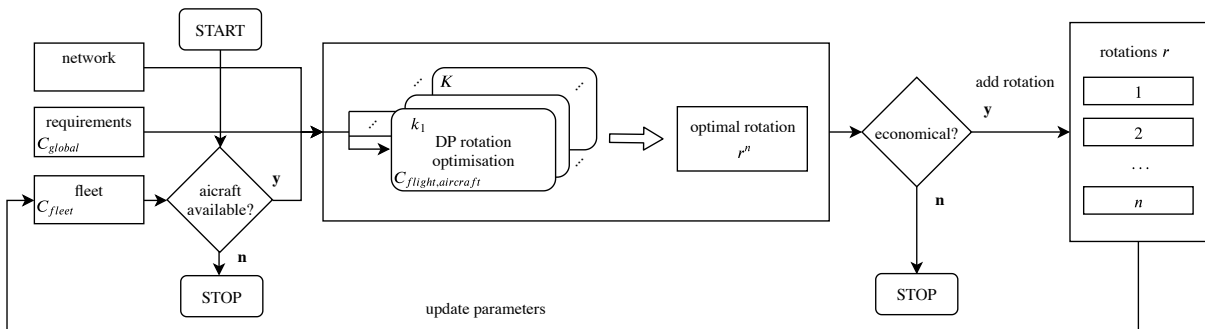 START
network
requirements
C_global
fleet
C_fleet
aicraft
available?
y
n
STOP
K
k_1
DP rotation
optimisation
C_flight,aircraft
optimal rotation
r^n
economical?
add rotation
y
n
STOP
rotations r
1
2
...
n
update parameters